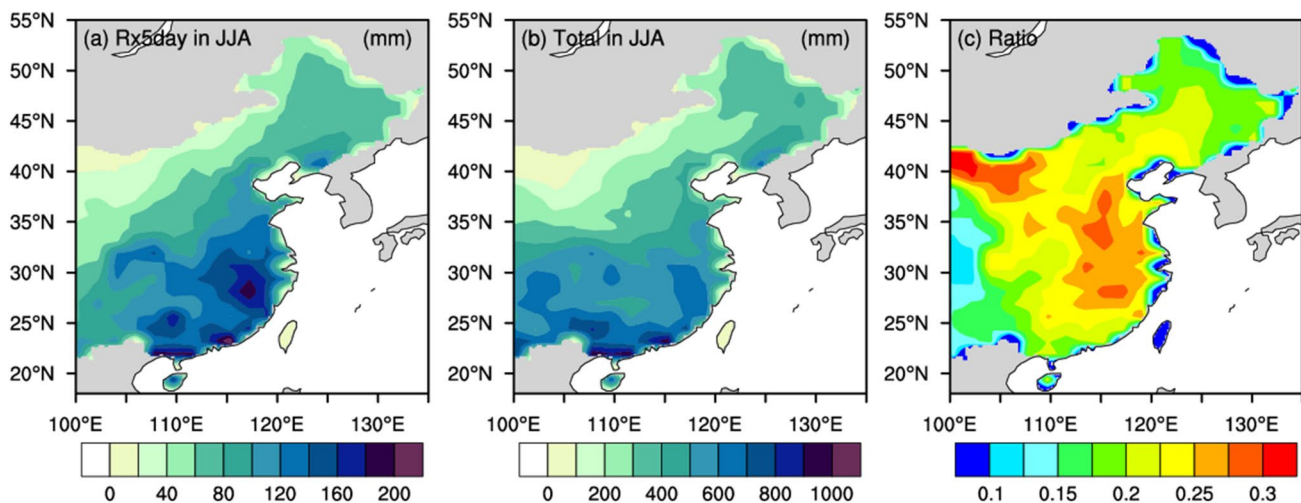 (a) Rx5day in JJA (mm)
(b) Total in JJA (mm)
(c) Ratio
55°N 50°N 45°N 40°N 35°N 30°N 25°N 20°N
55°N 50°N 45°N 40°N 35°N 30°N 25°N 20°N
55°N 50°N 45°N 40°N 35°N 30°N 25°N 20°N
100°E 110°E 120°E 130°E
100°E 110°E 120°E 130°E
100°E 110°E 120°E 130°E
0 40 80 120 160 200
0 200 400 600 800 1000
0.1 0.15 0.2 0.25 0.3